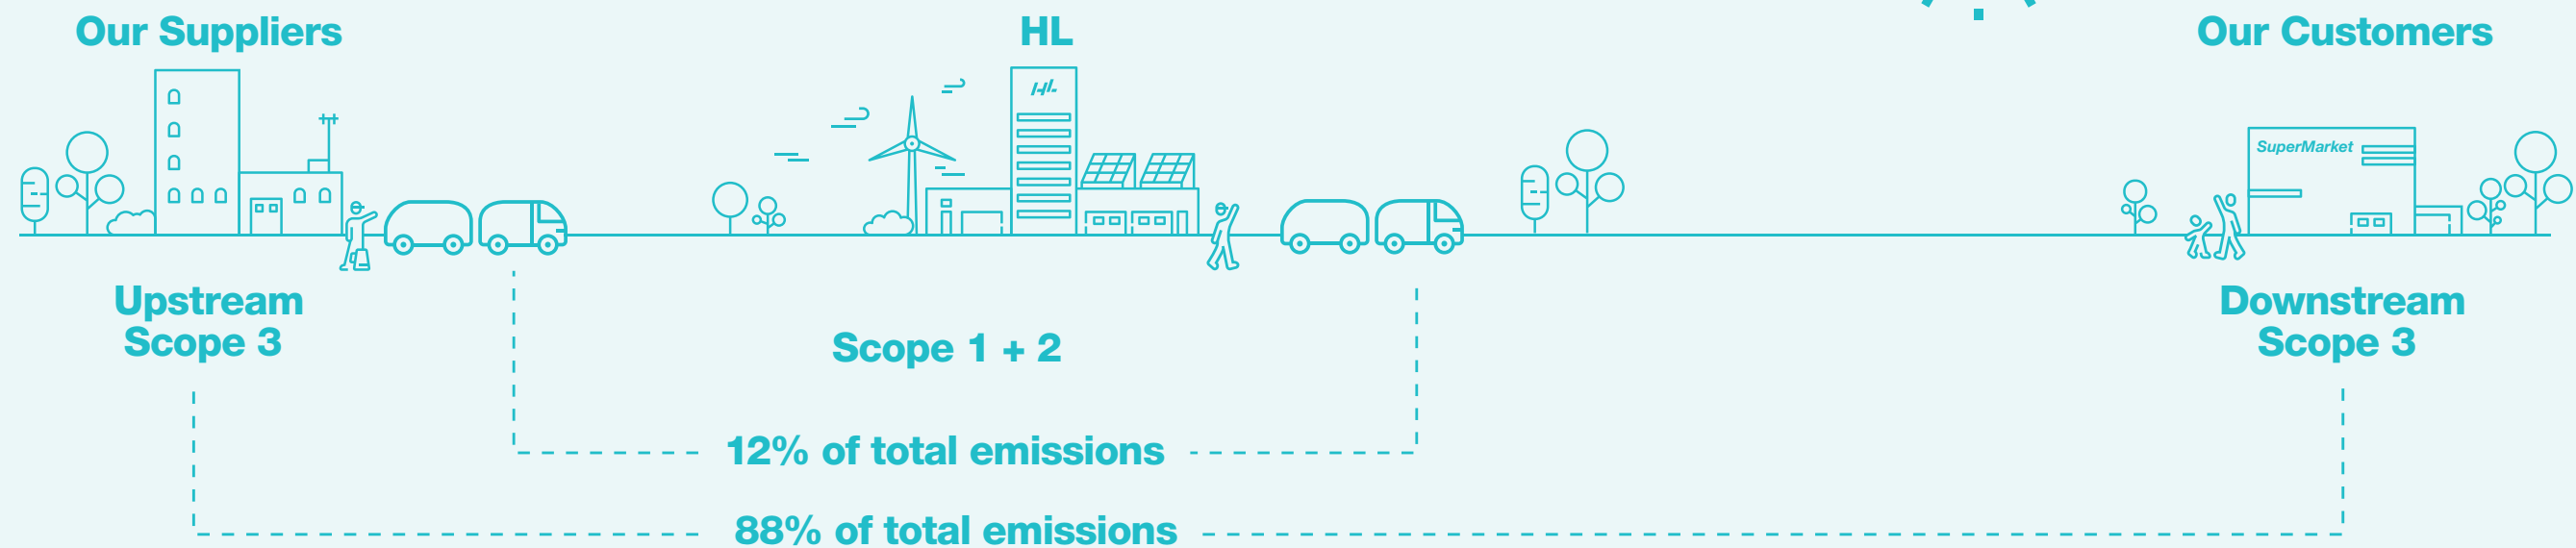 Our Suppliers
HL
Our Customers
HL
SuperMarket
Upstream
Scope 3
Scope 1 + 2
Downstream
Scope 3
12% of total emissions
88% of total emissions